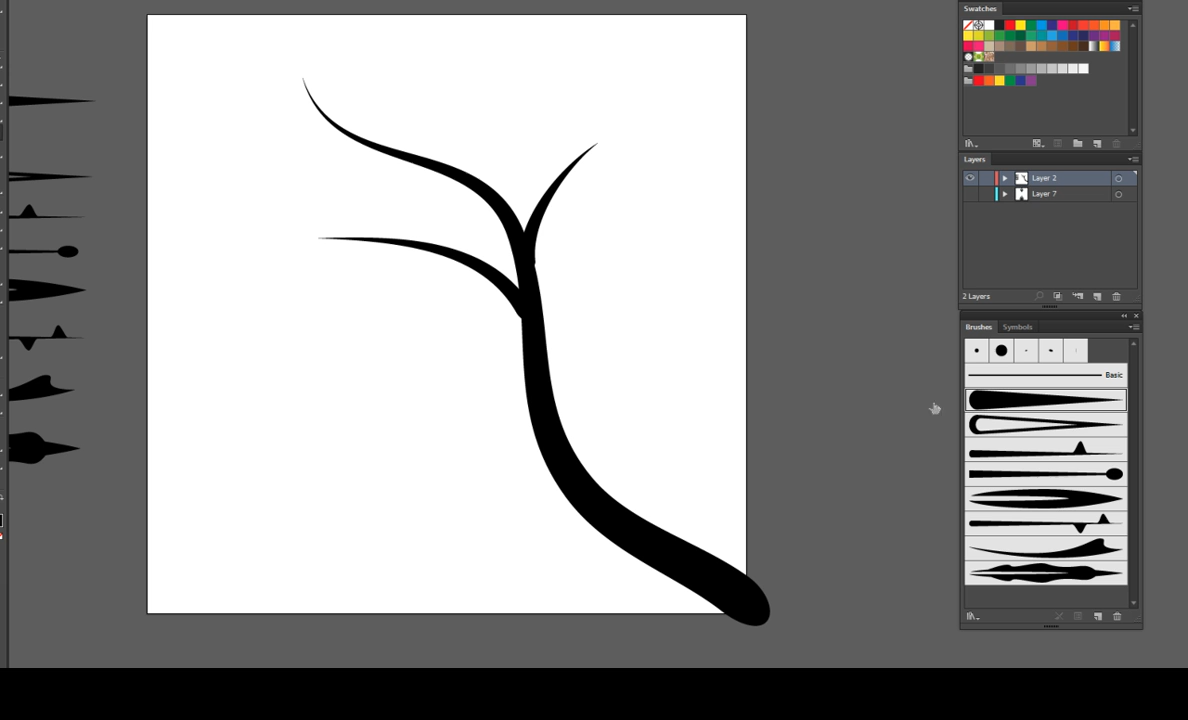 Swatches
Layers
Layer 2
Layer 7
2 Layers
Brushes Symbols
Basic